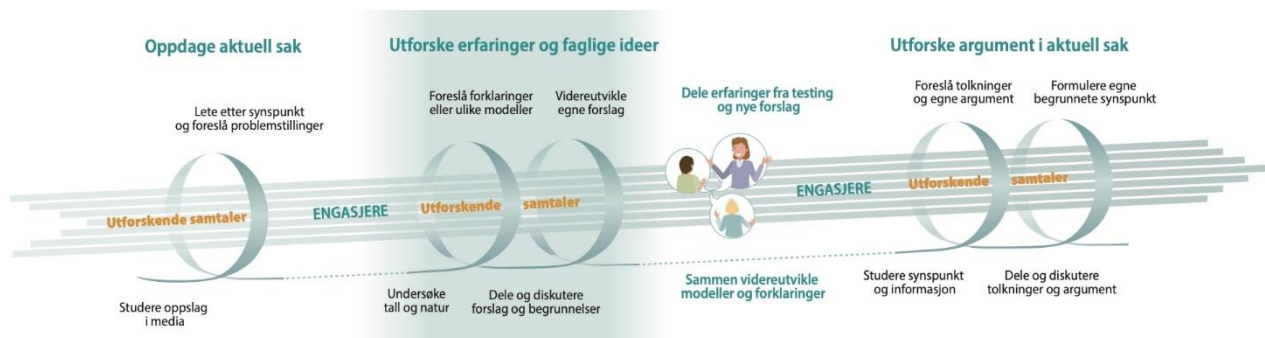 Oppdage aktuell sak
Utforske erfaringer og faglige ideer
Utforske argument i aktuell sak
Lete etter synspunkt
og foreslå problemstillinger
Foreslå forklaringer
eller ulike modeller
Videreutvikle
egne forslag
Dele erfaringer fra testing
og nye forslag
Foreslå tolkninger
og egne argument
Formulere egne
begrunnete synspunkt
Utforskende samtaler
ENGASJERE
Utforskende samtaler
ENGASJERE
Utforskende samtaler
Studere oppslag
i media
Undersøke
tall og natur
Dele og diskutere
forslag og begrunnelser
Sammen videreutvikle
modeller og forklaringer
Studere synspunkt
og informasjon
Dele og diskutere
tolkninger og argument